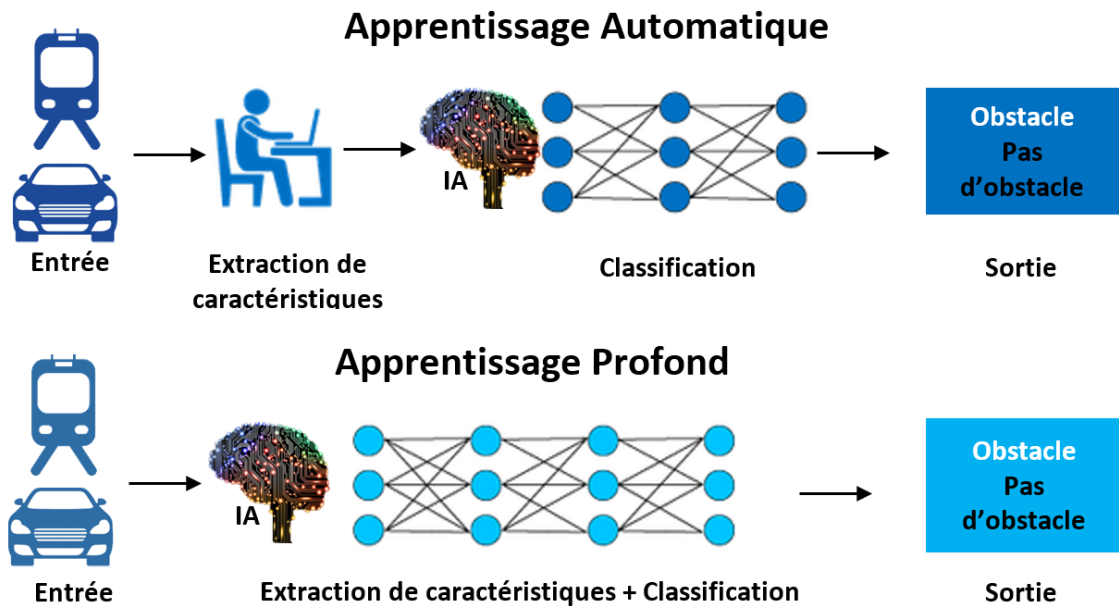 Apprentissage Automatique
IA
Obstacle
Pas
d'obstacle
Entrée
Extraction de
caractéristiques
Classification
Sortie
Apprentissage Profond
IA
Obstacle
Pas
d'obstacle
Entrée
Extraction de caractéristiques + Classification
Sortie